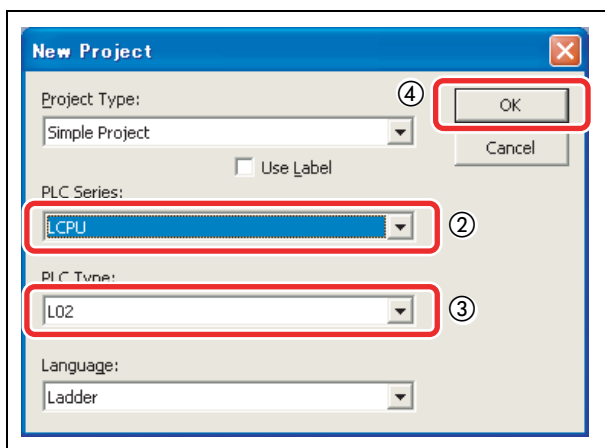 New Project
Project Type:
④
OK
Simple Project
Cancel
Use Label
PLC Series:
LCPU
②
PLC Type:
L02
③
Language:
Ladder